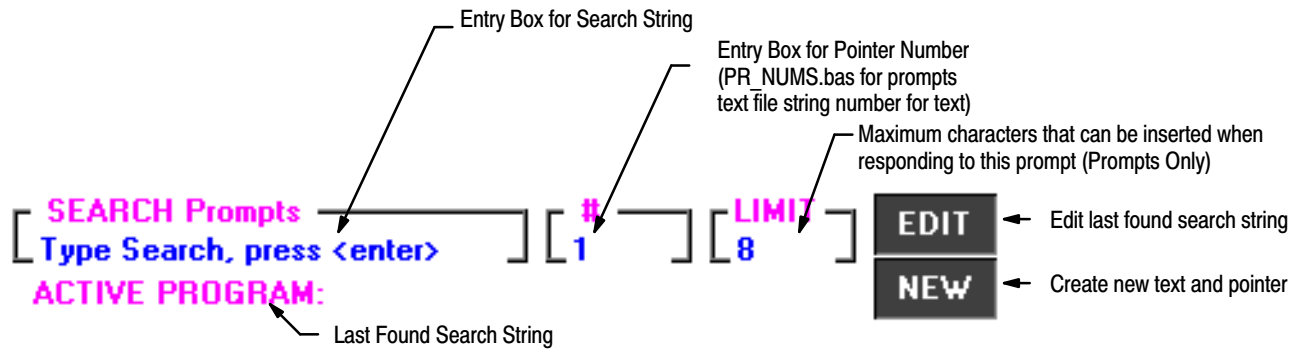 Entry Box for Search String
Entry Box for Pointer Number
(PR_NUMS.bas for prompts
text file string number for text)
Maximum characters that can be inserted when
responding to this prompt (Prompts Only)
SEARCH Prompts
#
LIMIT
Type Search, press <enter>
1
8
EDIT
Edit last found search string
ACTIVE PROGRAM:
NEW
Create new text and pointer
Last Found Search String